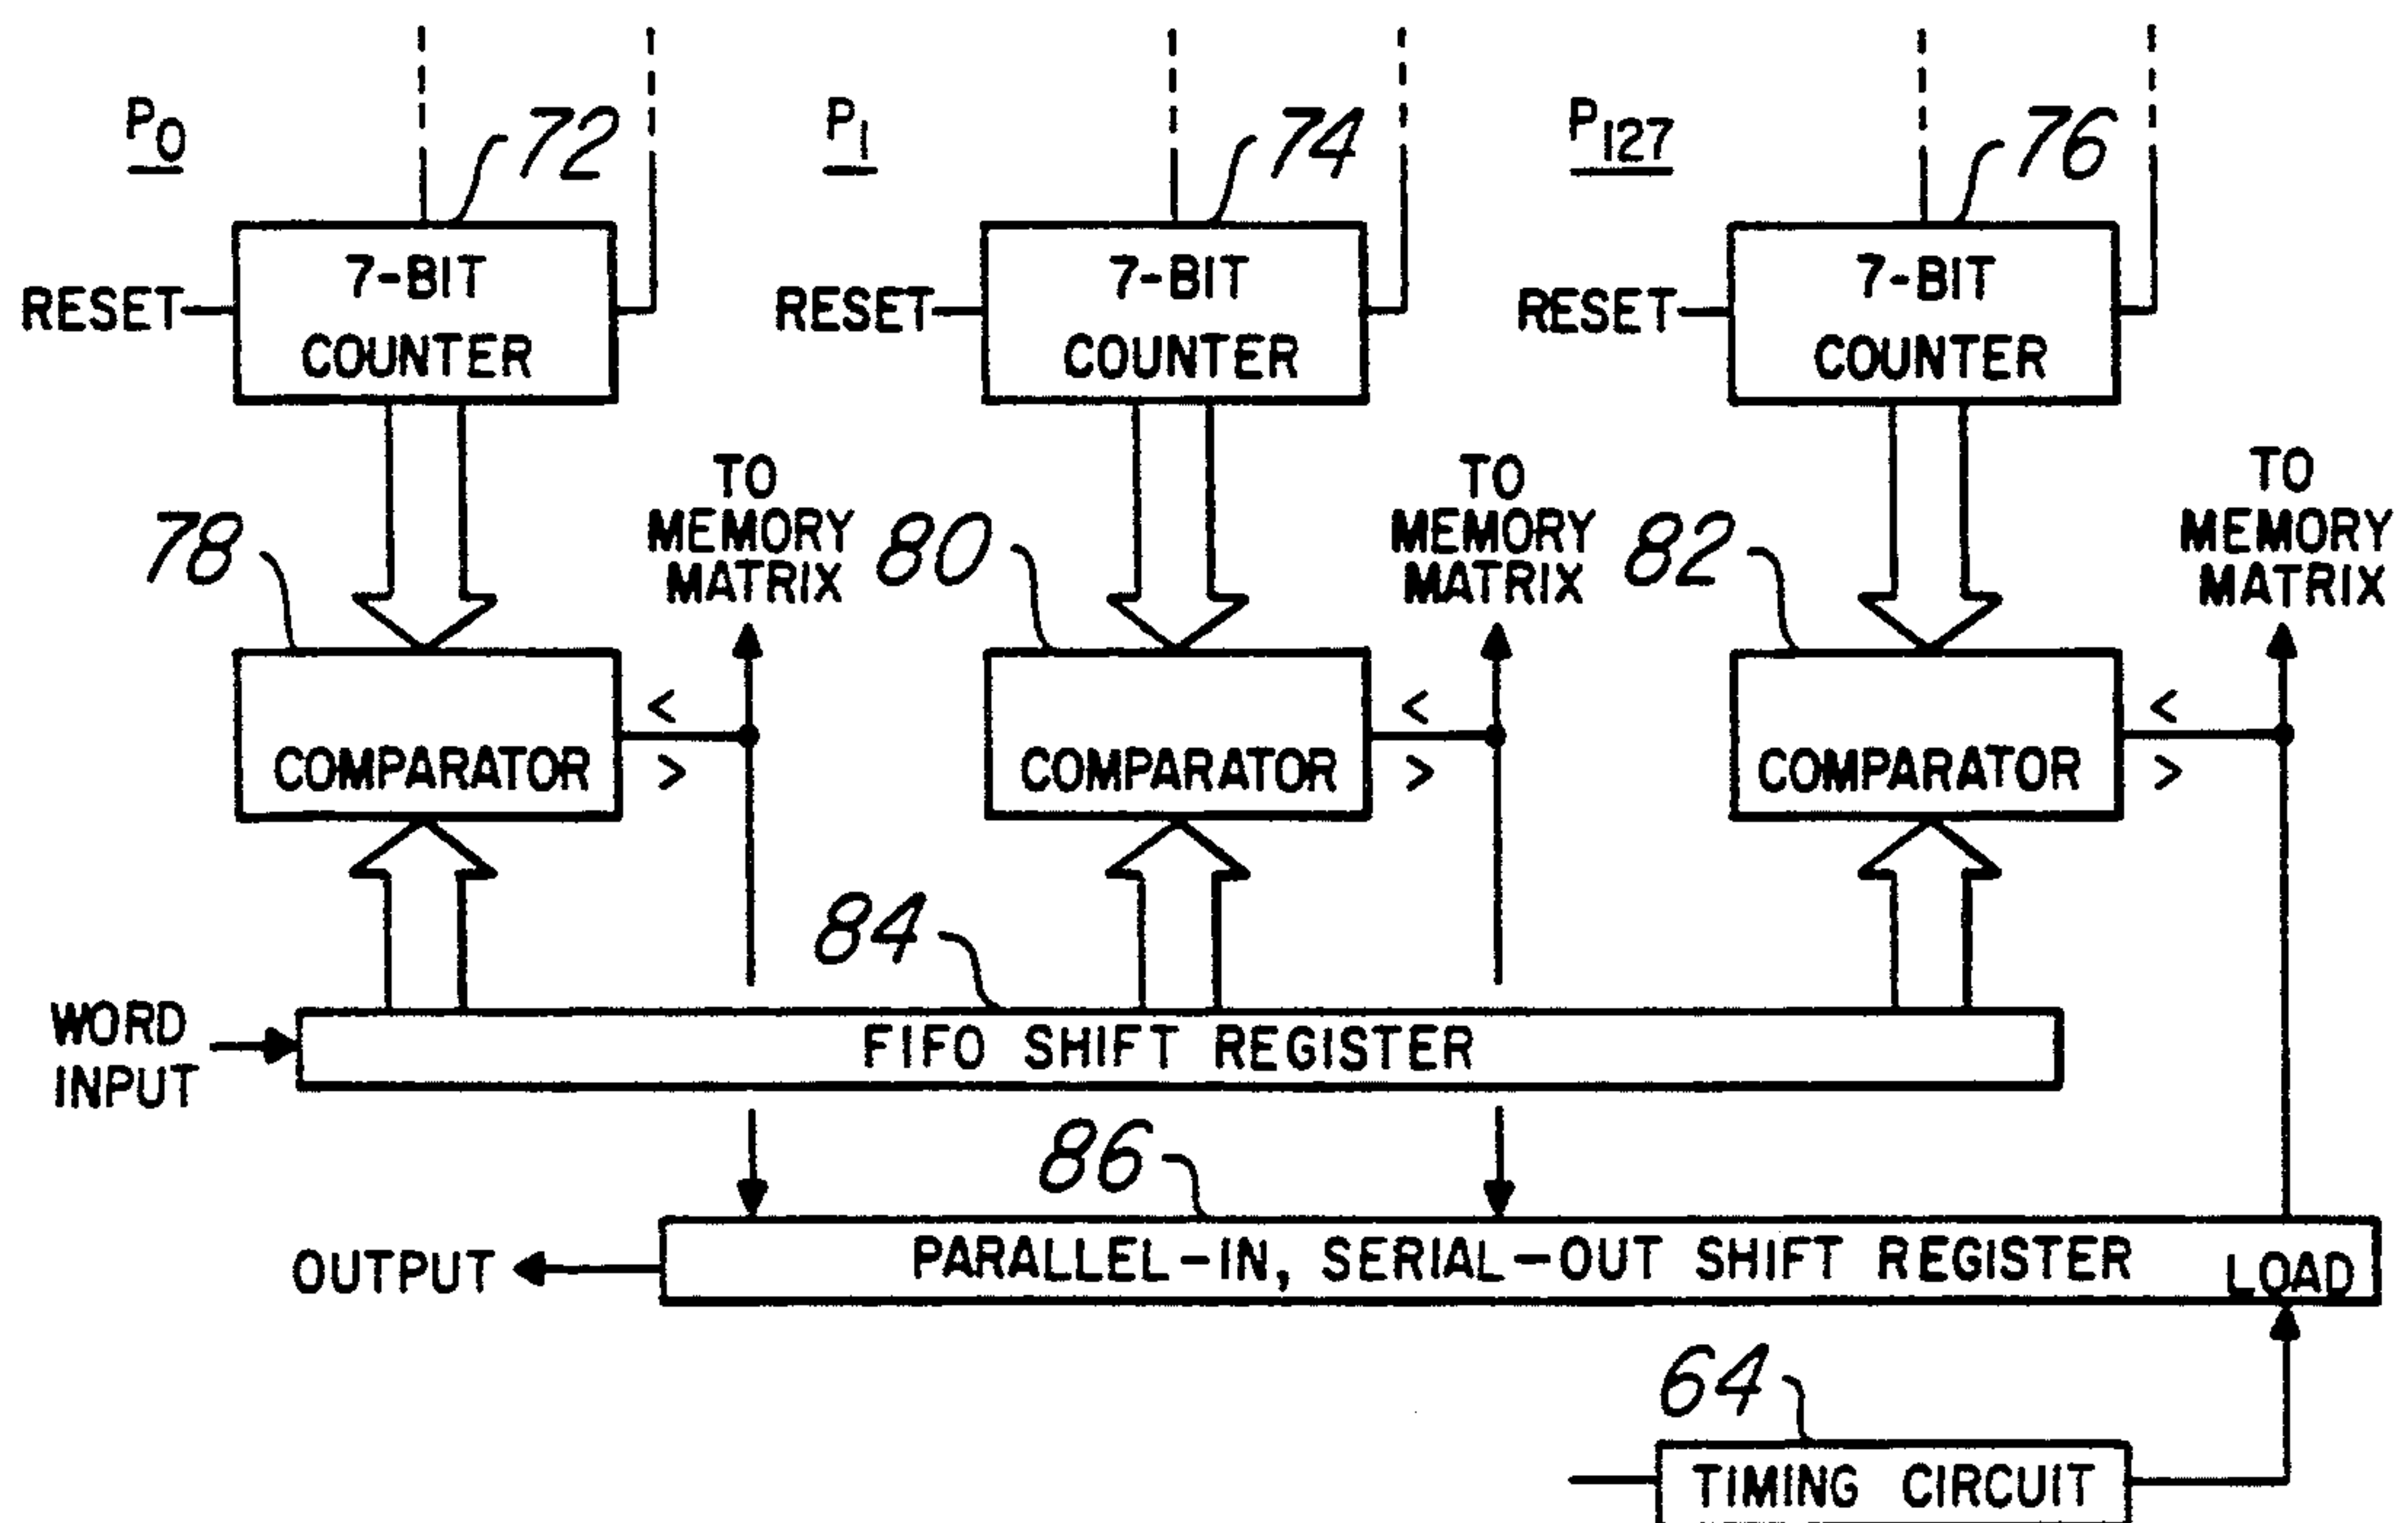 P0 72 P1 74 P127 76
RESET 7-BIT COUNTER RESET 7-BIT COUNTER RESET 7-BIT COUNTER
TO MEMORY MATRIX TO MEMORY MATRIX TO MEMORY MATRIX
78 80 82
COMPARATOR < > COMPARATOR < > COMPARATOR < >
84
WORD INPUT
FIFO SHIFT REGISTER
86
OUTPUT
PARALLEL-IN, SERIAL-OUT SHIFT REGISTER LOAD
64
TIMING CIRCUIT